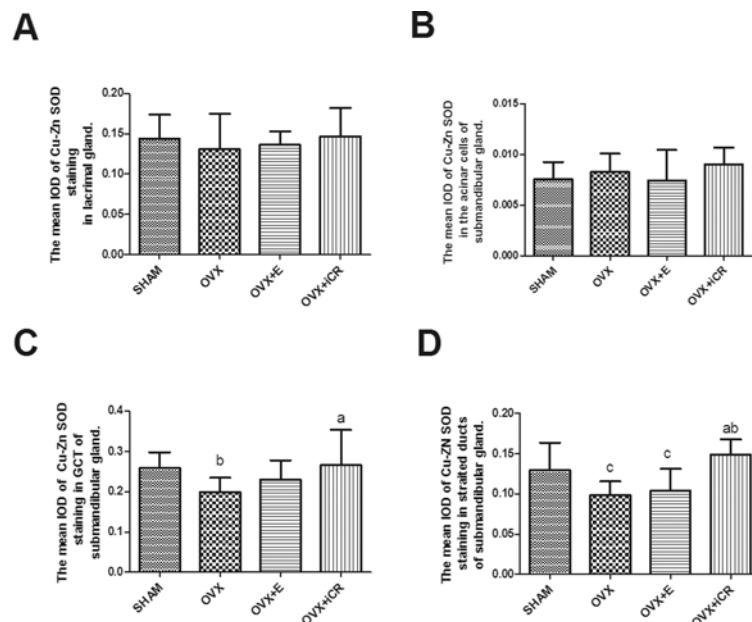 A
The mean IOD of Cu-Zn SOD
staining
in lacrimal gland.
0.20
0.15
0.10
0.05
0.00
SHAM
OVX
OVX+E
OVX+iCR
B
The mean IOD of Cu-Zn SOD
in the acinar cells of
submandibular gland.
0.015
0.010
0.005
0.000
SHAM
OVX
OVX+E
OVX+iCR
C
The mean IOD of Cu-Zn SOD
staining in GCT of
submandibular gland.
0.4
0.3
0.2
0.1
0.0
b
a
SHAM
OVX
OVX+E
OVX+iCR
D
The mean IOD of Cu-ZN SOD
staining in straited ducts
of submandibular gland.
0.20
0.15
0.10
0.05
0.00
c
c
ab
SHAM
OVX
OVX+E
OVX+iCR